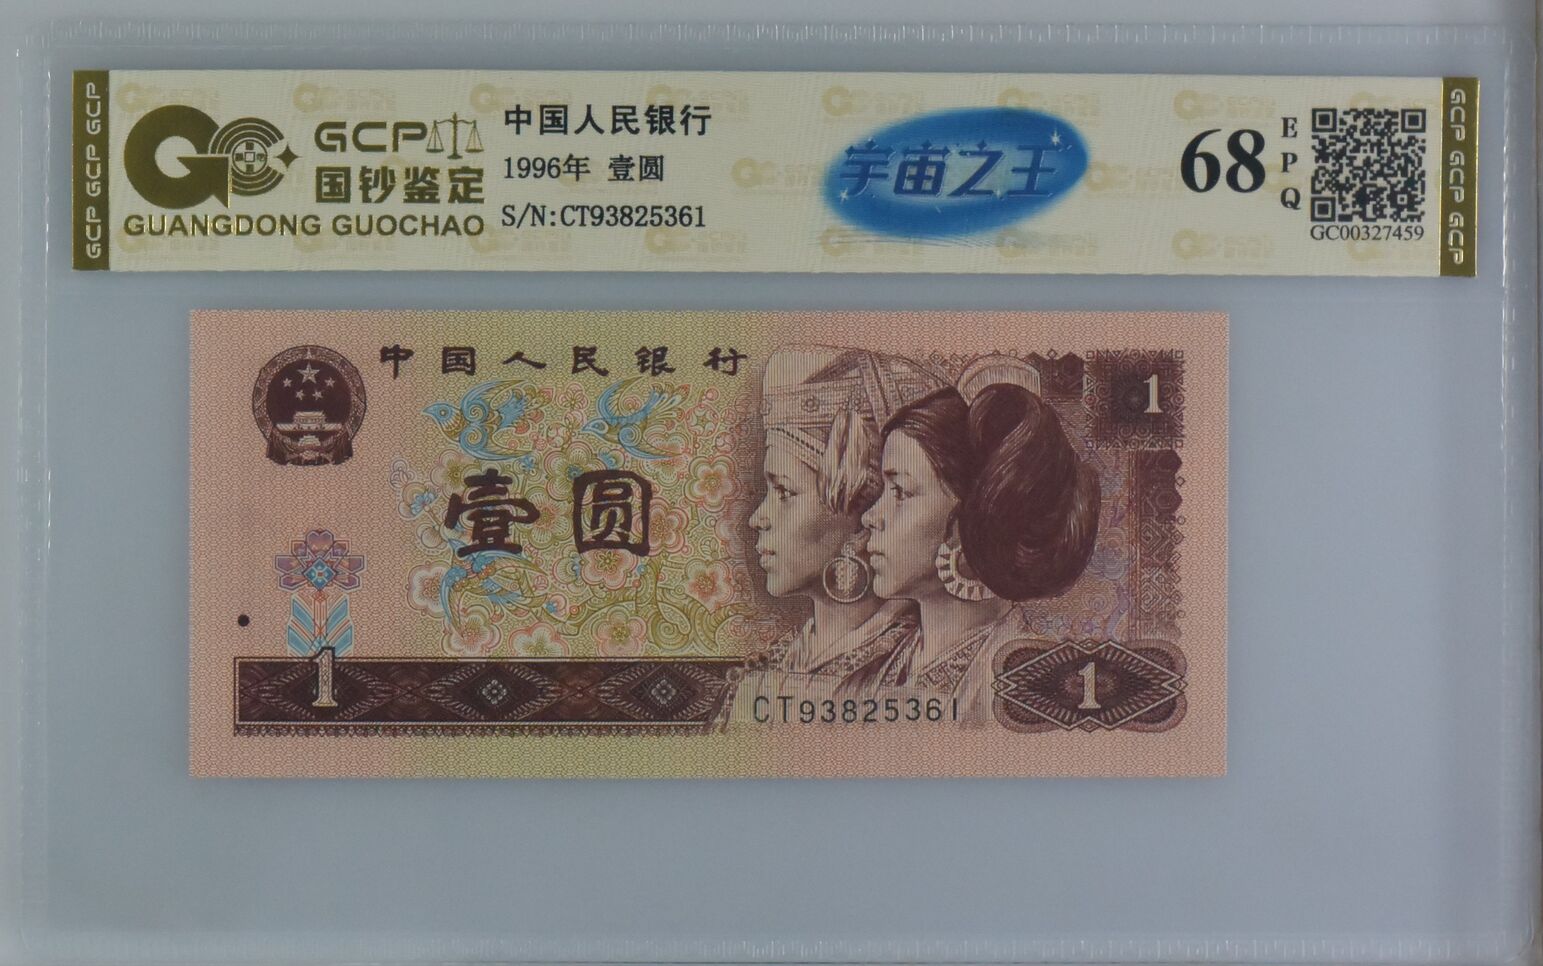 GCP GCP GCP
GCP
国钞鉴定
GUANGDONG GUOCHAO
中国人民银行
1996年 壹圆
S/N:CT93825361
宇宙之王
68
EPQ
GC00327459
GCP GCP GCP
中国人民银行
1
壹圆
1
CT93825361
1